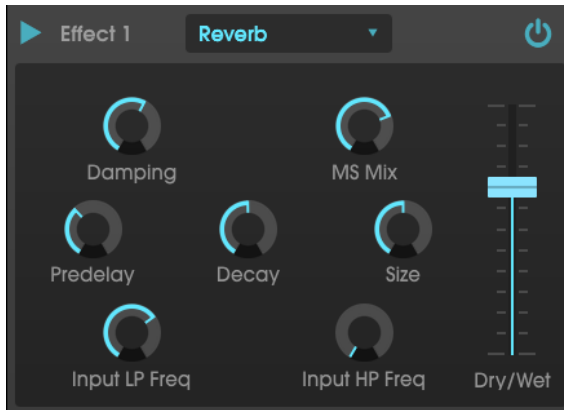 Effect 1 Reverb
Damping MS Mix
Predelay Decay Size
Input LP Freq Input HP Freq Dry/Wet